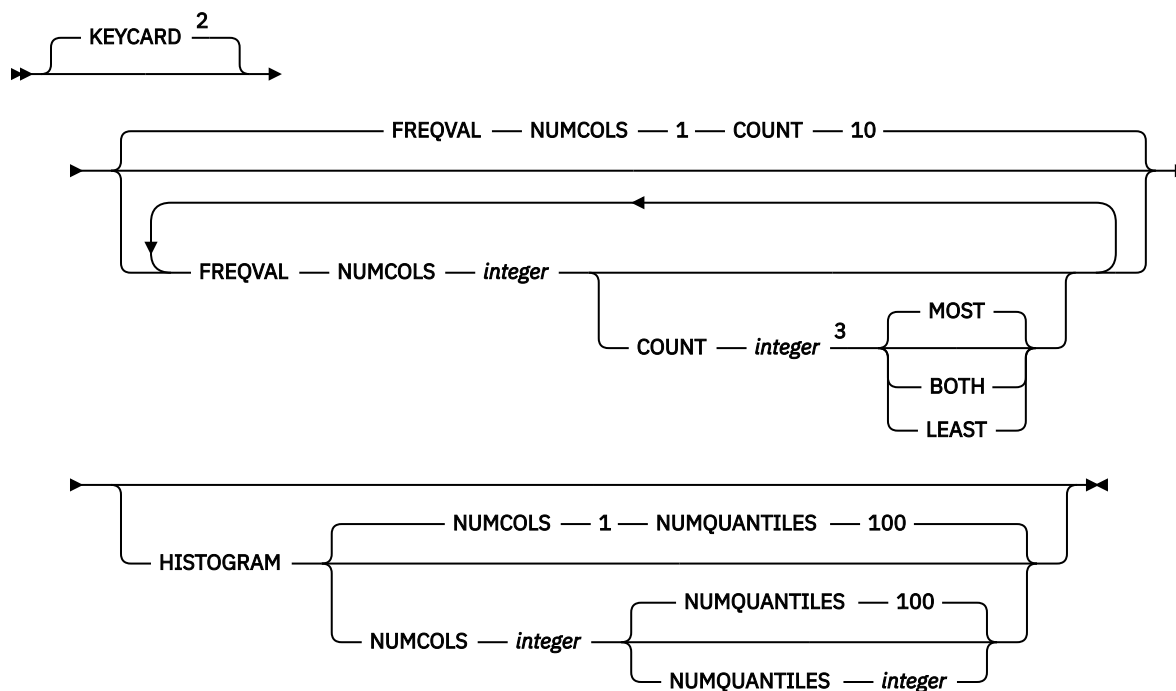 KEYCARD 2
FREQVAL NUMCOLS 1 COUNT 10
FREQVAL NUMCOLS integer
COUNT integer 3
MOST
BOTH
LEAST
HISTOGRAM
NUMCOLS 1 NUMQUANTILES 100
NUMCOLS integer
NUMQUANTILES 100
NUMQUANTILES integer